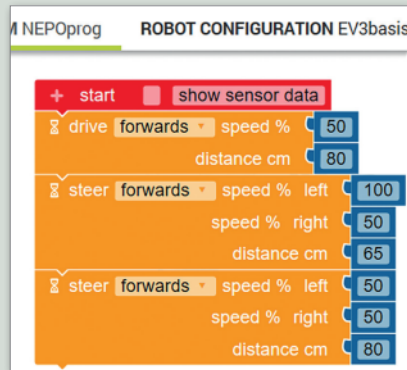 M NEPOprog ROBOT CONFIGURATION EV3basis
+ start show sensor data
drive forwards speed % 50
distance cm 80
steer forwards speed % left 100
speed % right 50
distance cm 65
steer forwards speed % left 50
speed % right 50
distance cm 80